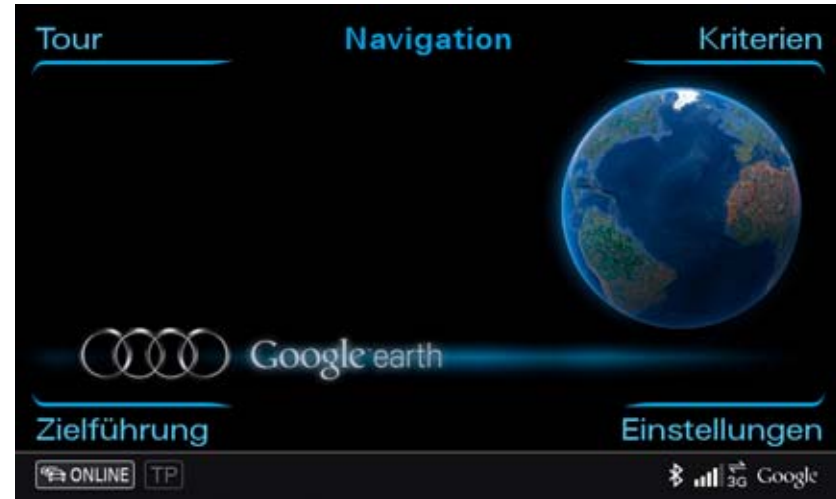 Tour Navigation Kriterien
Google earth
Zielführung Einstellungen
ONLINE TP 3G Google